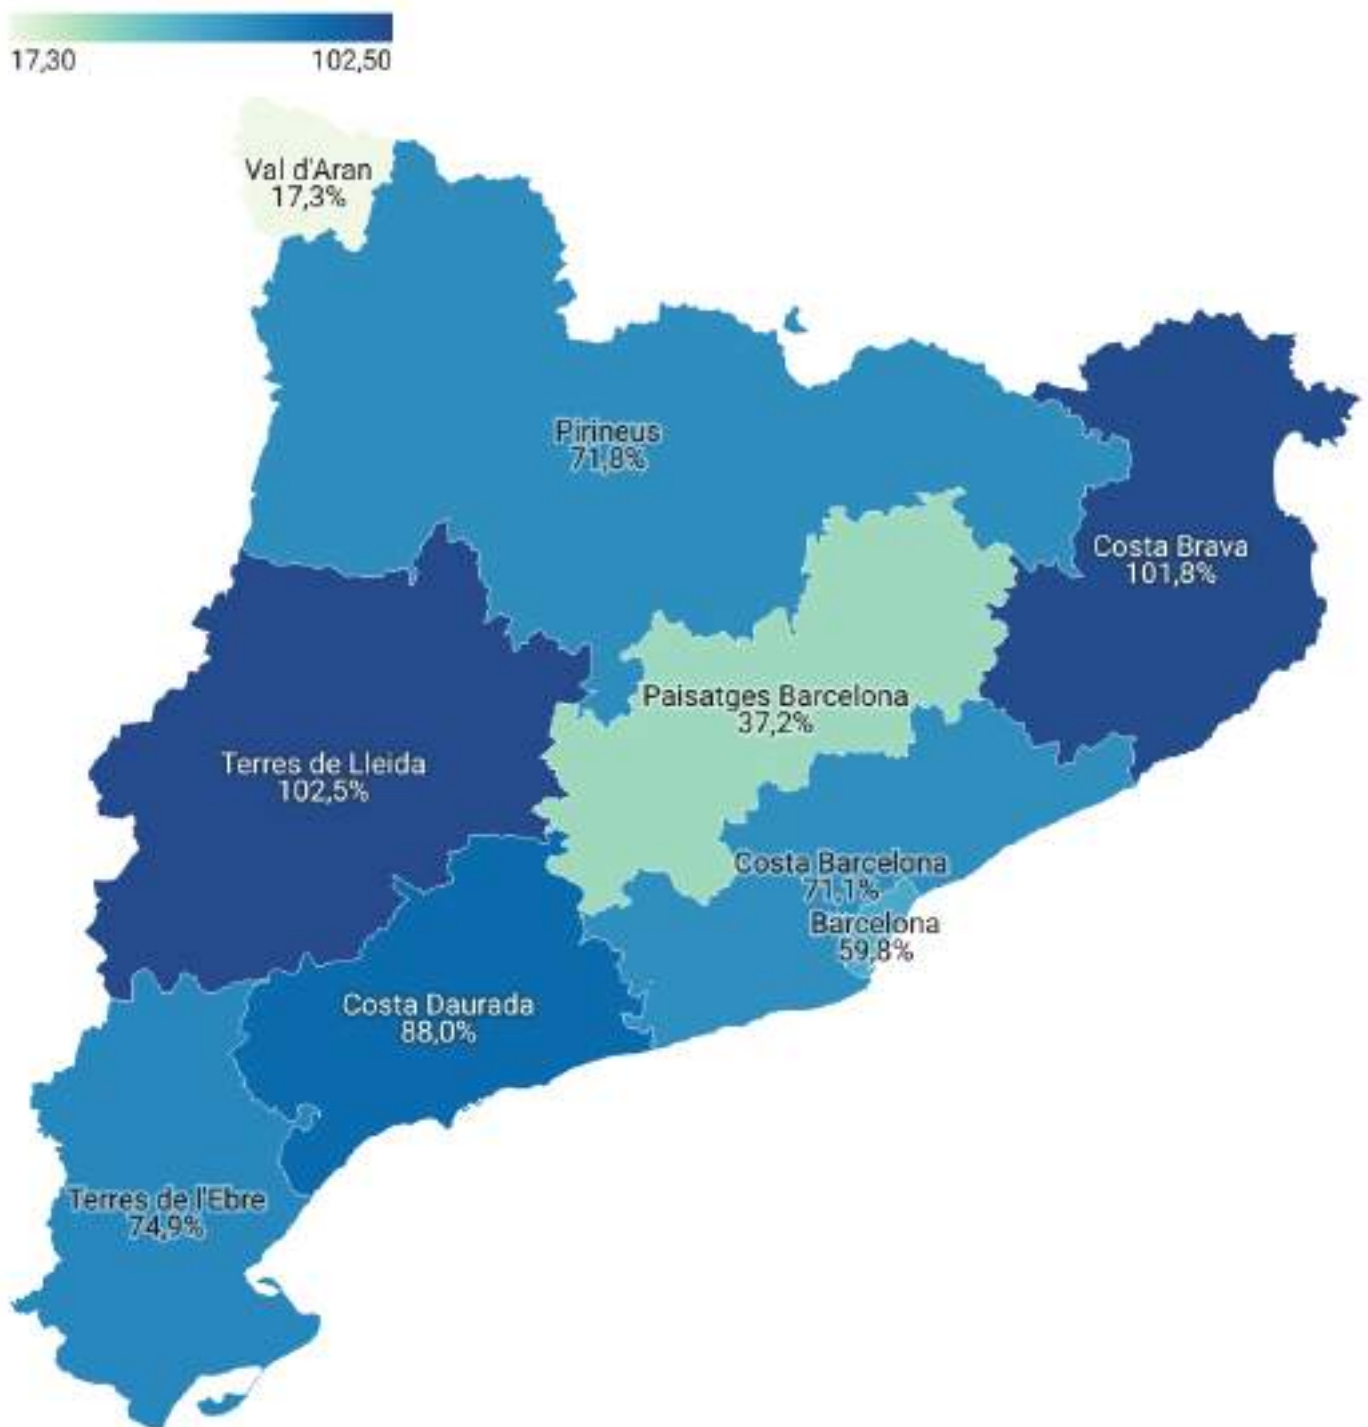 17,30
102,50
Val d'Aran
17,3%
Pirineus
71,8%
Costa Brava
101,8%
Paisatges Barcelona
37,2%
Terres de Lleida
102,5%
Costa Barcelona
71,1%
Barcelona
59,8%
Costa Daurada
88,0%
Terres de l'Ebre
74,9%